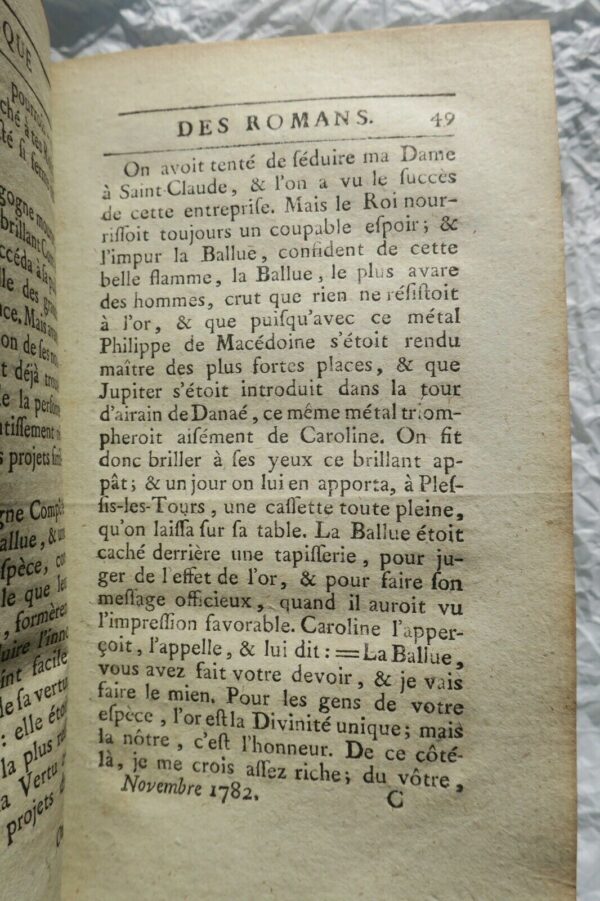 QUE
DES ROMANS. 49
On avoit tenté de ſéduire ma Dame
à Saint-Claude, & l'on a vu le ſuccès
de cette entrepriſe. Mais le Roi nour-
riſſoit toujours un coupable eſpoir; &
l'impur la Ballue, confident de cette
belle flamme, la Ballue, le plus avare
des hommes, crut que rien ne réſiſtoit
à l'or, & que puiſqu'avec ce métal
Philippe de Macédoine s'étoit rendu
maître des plus fortes places, & que
Jupiter s'étoit introduit dans la tour
d'airain de Danaé, ce même métal triom-
pheroit aiſément de Caroline. On fit
donc briller à ſes yeux ce brillant ap-
pât; & un jour on lui en apporta, à Pleſ-
ſis-les-Tours, une caſſette toute pleine,
qu'on laiſſa ſur ſa table. La Ballue étoit
caché derrière une tapiſſerie, pour ju-
ger de l'effet de l'or, & pour faire ſon
meſſage officieux, quand il auroit vu
l'impreſſion favorable. Caroline l'apper-
çoit, l'appelle, & lui dit : = La Ballue,
vous avez fait votre devoir, & je vais
faire le mien. Pour les gens de votre
eſpèce, l'or eſt la Divinité unique; mais
la nôtre, c'eſt l'honneur. De ce côté-
là, je me crois aſſez riche; du vôtre,
Novembre 1782. C